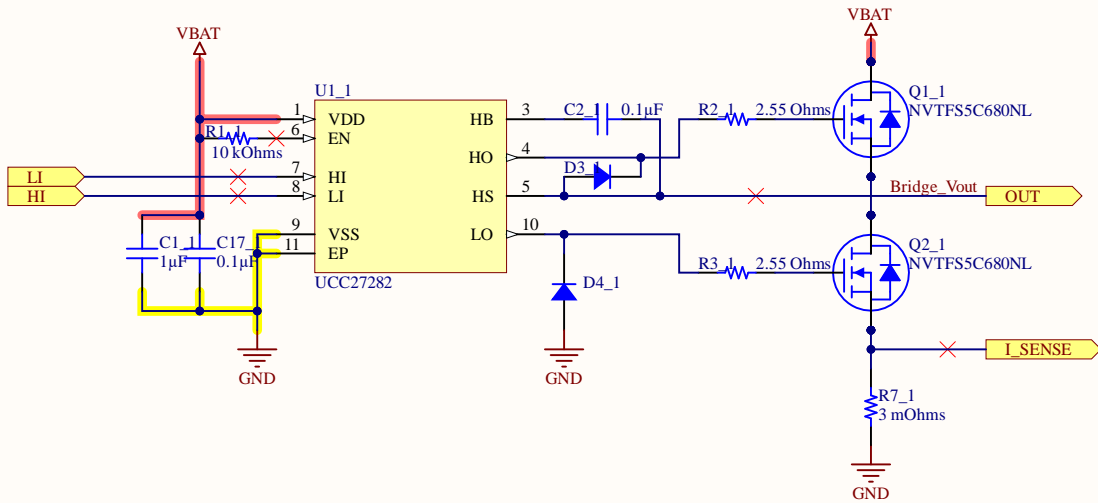 VBAT
VBAT
U1_1
Q1_1
NVTFS5C680NL
1
VDD
HB
3
C2_1
0.1µF
R2_1
2.55 Ohms
R1_1
10 kOhms
6
EN
HO
4
D3_1
LI
7
HI
HS
5
Bridge_Vout
OUT
HI
8
LI
9
VSS
LO
10
Q2_1
NVTFS5C680NL
C1_1
1µF
C17_1
0.1µF
11
EP
R3_1
2.55 Ohms
UCC27282
D4_1
I_SENSE
GND
GND
R7_1
3 mOhms
GND